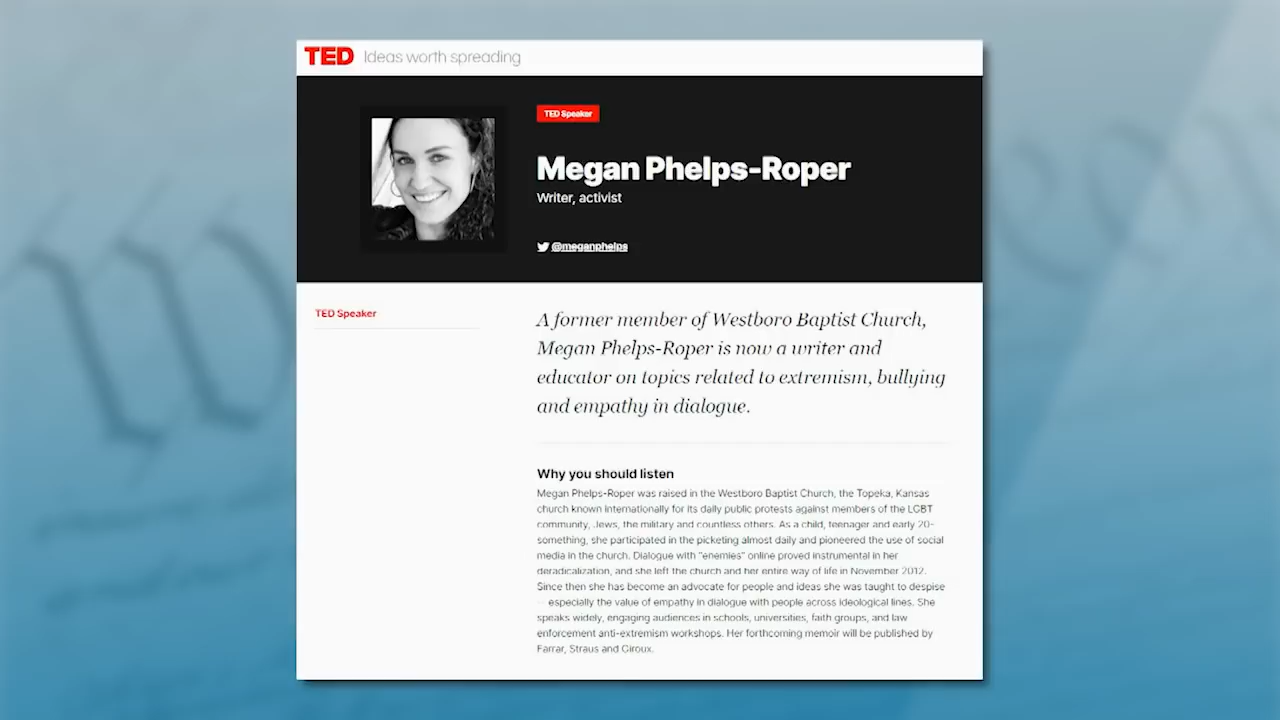 TED Ideas worth spreading
TED Speaker
Megan Phelps-Roper
Writer, activist
@meganphelps
TED Speaker
A former member of Westboro Baptist Church,
Megan Phelps-Roper is now a writer and
educator on topics related to extremism, bullying
and empathy in dialogue.
Why you should listen
Megan Phelps-Roper was raised in the Westboro Baptist Church, the Topeka, Kansas
church known internationally for its daily public protests against members of the LGBT
community, Jews, the military and countless others. As a child, teenager and early 20-
something, she participated in the picketing almost daily and pioneered the use of social
media in the church. Dialogue with "enemies" online proved instrumental in her
deradicalization, and she left the church and her entire way of life in November 2012.
Since then she has become an advocate for people and ideas she was taught to despise
-- especially the value of empathy in dialogue with people across ideological lines. She
speaks widely, engaging audiences in schools, universities, faith groups, and law
enforcement anti-extremism workshops. Her forthcoming memoir will be published by
Farrar, Straus and Giroux.